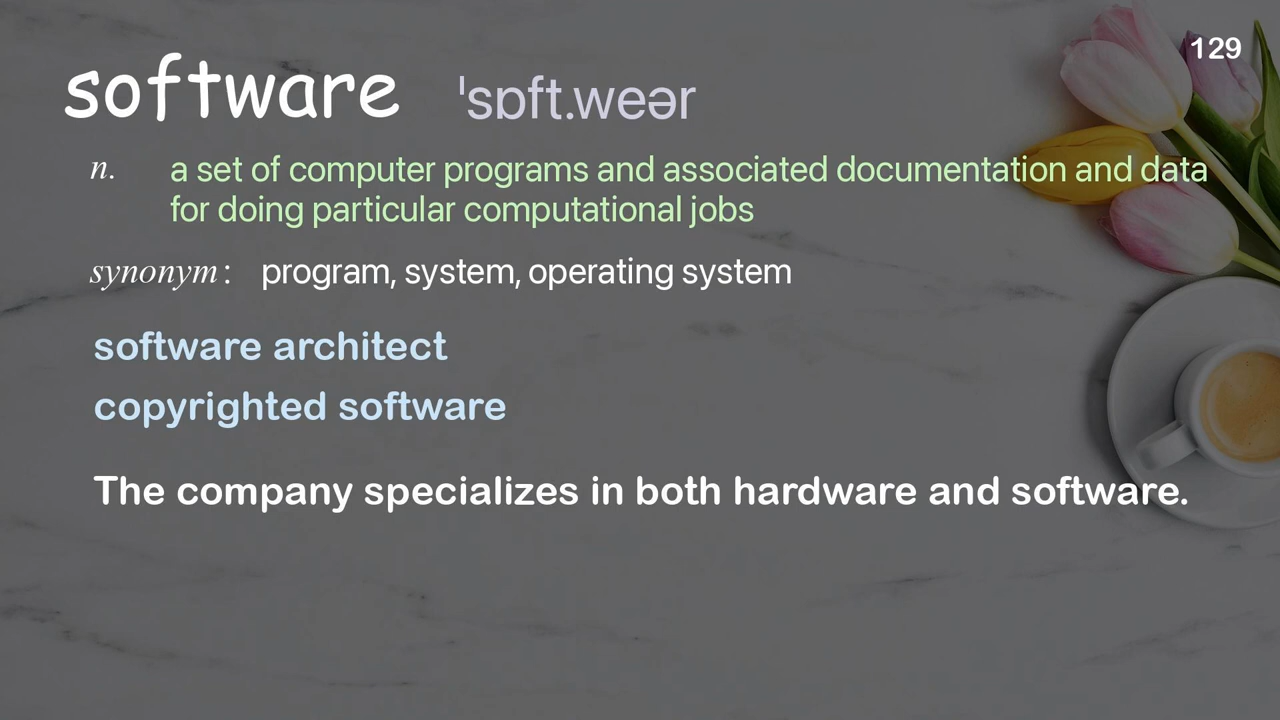 129
software ˈsɒft.weər
n. a set of computer programs and associated documentation and data
for doing particular computational jobs
synonym: program, system, operating system
software architect
copyrighted software
The company specializes in both hardware and software.